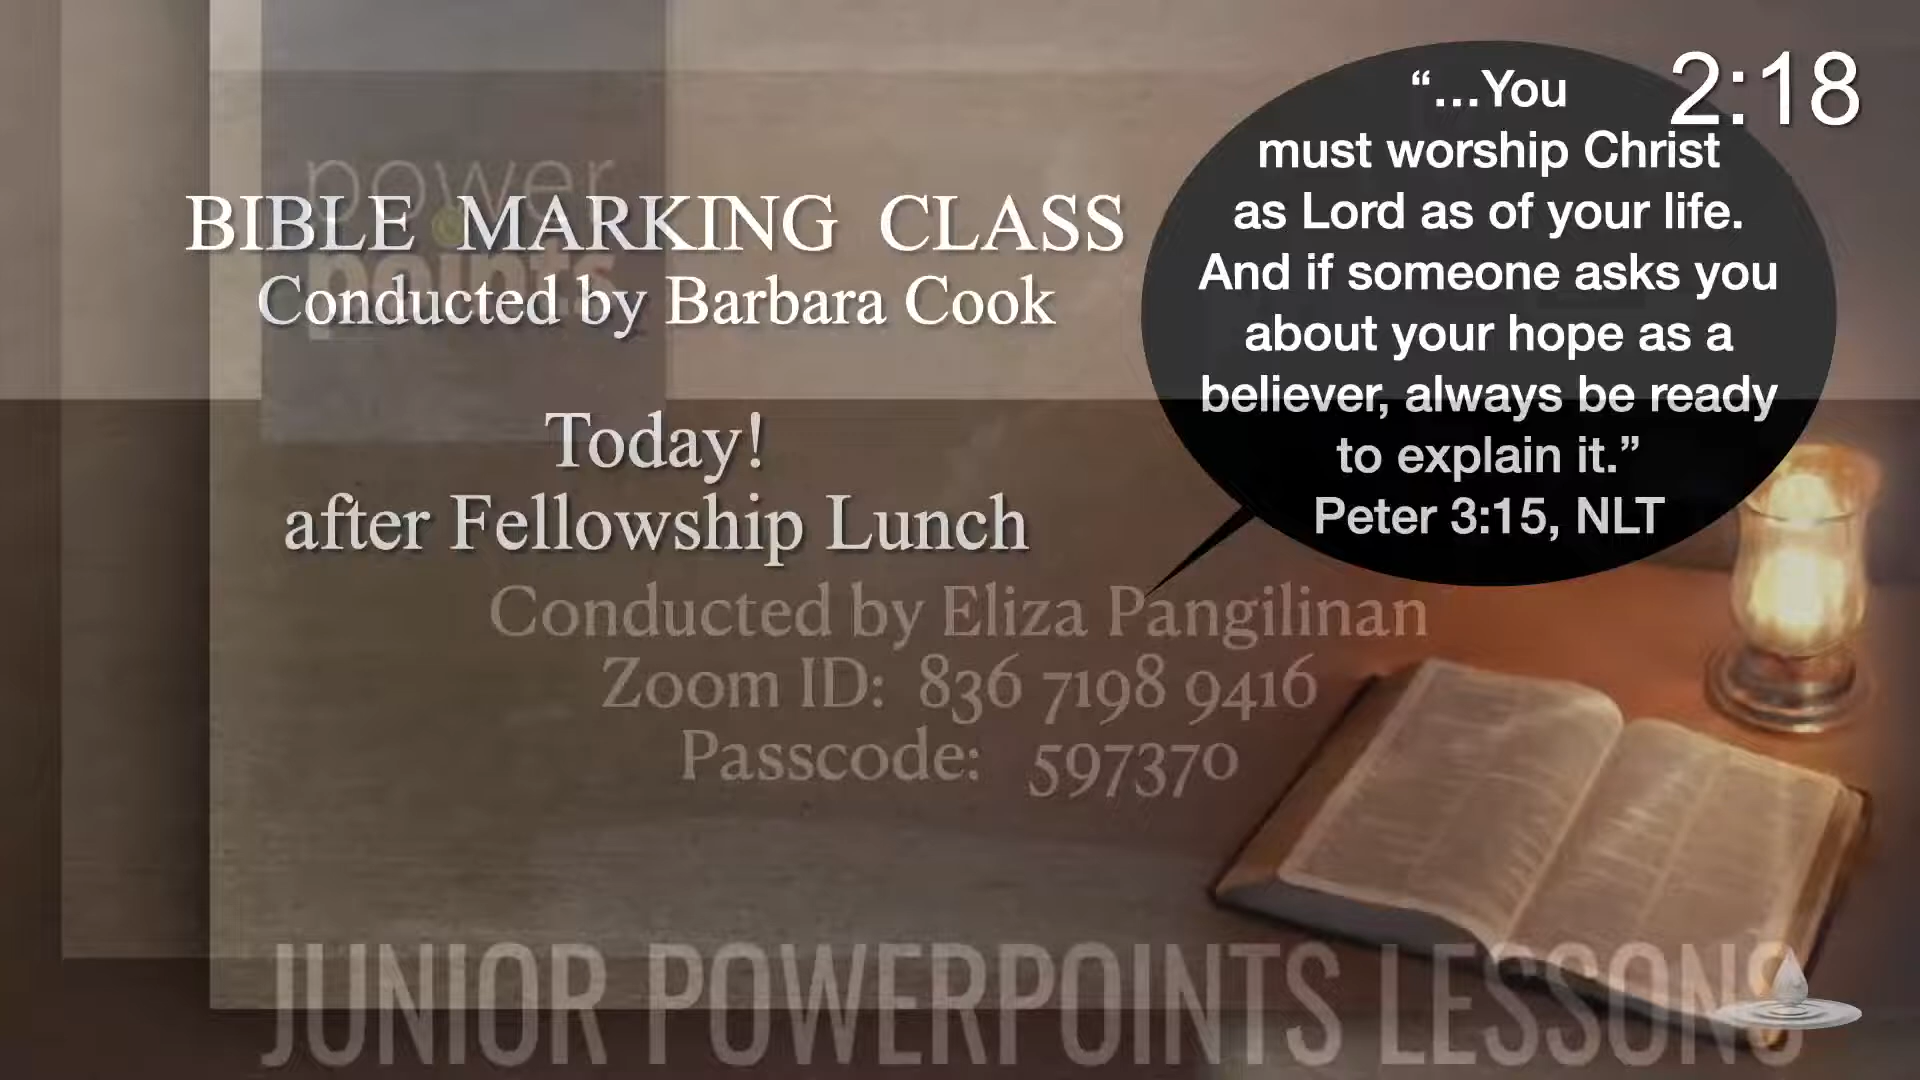 2:18
power
points
BIBLE MARKING CLASS
Conducted by Barbara Cook
Today!
after Fellowship Lunch
“...You
must worship Christ
as Lord as of your life.
And if someone asks you
about your hope as a
believer, always be ready
to explain it.”
Peter 3:15, NLT
Conducted by Eliza Pangilinan
Zoom ID: 836 7198 9416
Passcode: 597370
JUNIOR POWERPOINTS LESSONS